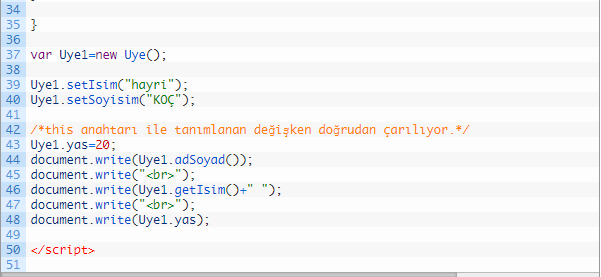 34
35 }
36
37 var Uye1=new Uye();
38
39 Uye1.setIsim("hayri");
40 Uye1.setSoyisim("KOÇ");
41
42 /*this anahtarı ile tanımlanan değişken doğrudan çarılıyor.*/
43 Uye1.yas=20;
44 document.write(Uye1.adSoyad());
45 document.write("<br>");
46 document.write(Uye1.getIsim()+" ");
47 document.write("<br>");
48 document.write(Uye1.yas);
49
50 </script>
51